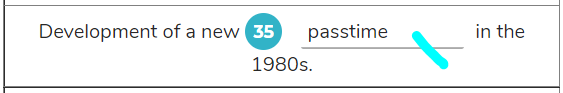 Development of a new 35 passtime in the
1980s.